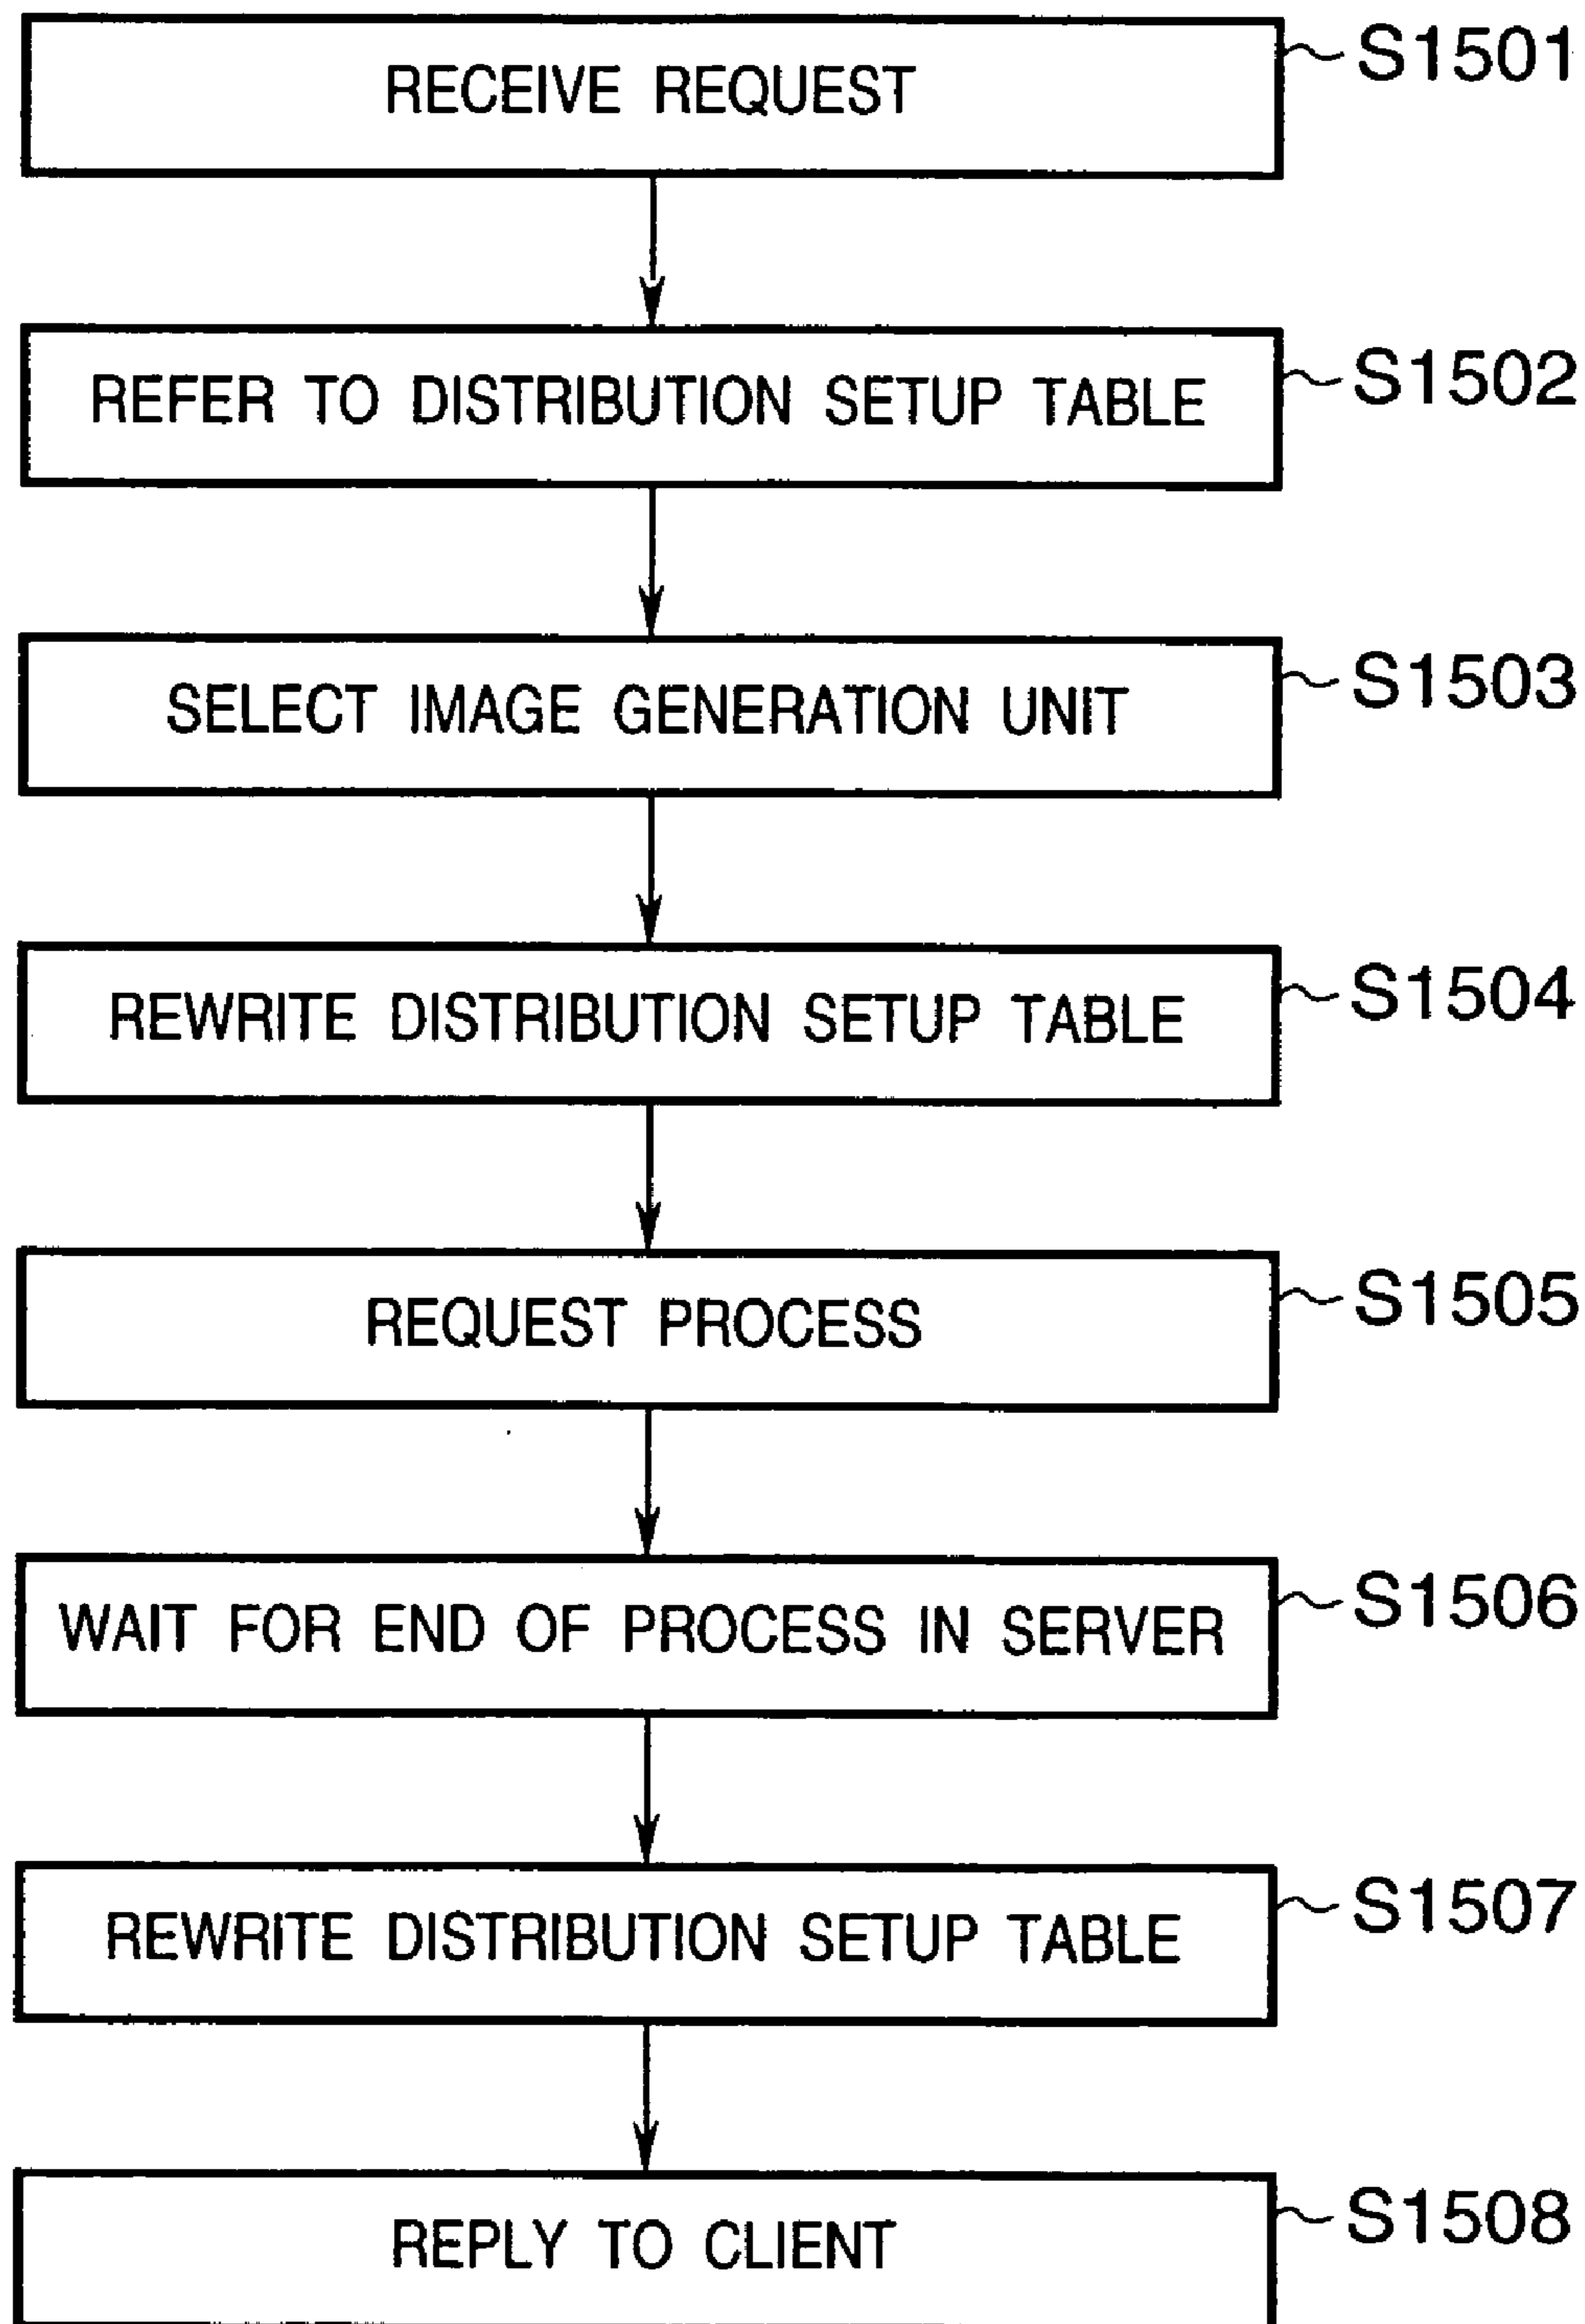 RECEIVE REQUEST S1501
REFER TO DISTRIBUTION SETUP TABLE S1502
SELECT IMAGE GENERATION UNIT S1503
REWRITE DISTRIBUTION SETUP TABLE S1504
REQUEST PROCESS S1505
WAIT FOR END OF PROCESS IN SERVER S1506
REWRITE DISTRIBUTION SETUP TABLE S1507
REPLY TO CLIENT S1508